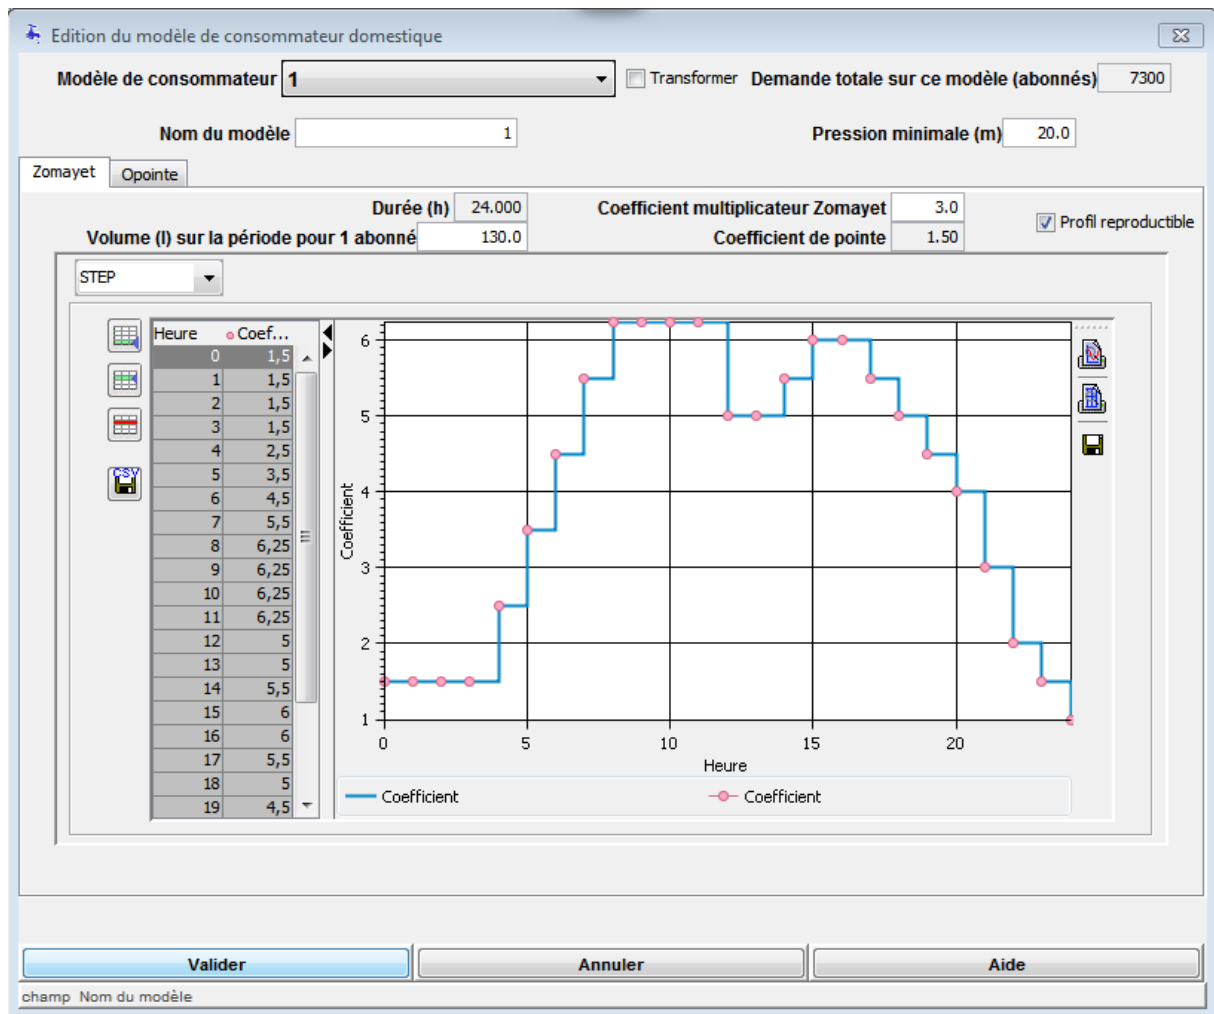 Edition du modèle de consommateur domestique
Modèle de consommateur 1 Transformer Demande totale sur ce modèle (abonnés) 7300
Nom du modèle 1 Pression minimale (m) 20.0
Zomayet Opointe
Durée (h) 24.000 Coefficient multiplicateur Zomayet 3.0
Profil reproductible
Volume (l) sur la période pour 1 abonné 130.0 Coefficient de pointe 1.50
STEP
Heure Coef...
0 1,5
1 1,5
2 1,5
3 1,5
4 2,5
5 3,5
6 4,5
7 5,5
8 6,25
9 6,25
10 6,25
11 6,25
12 5
13 5
14 5,5
15 6
16 6
17 5,5
18 5
19 4,5
CSV
Coefficient
6
5
4
3
2
1
0 5 10 15 20
Heure
Coefficient Coefficient
Valider Annuler Aide
champ Nom du modèle